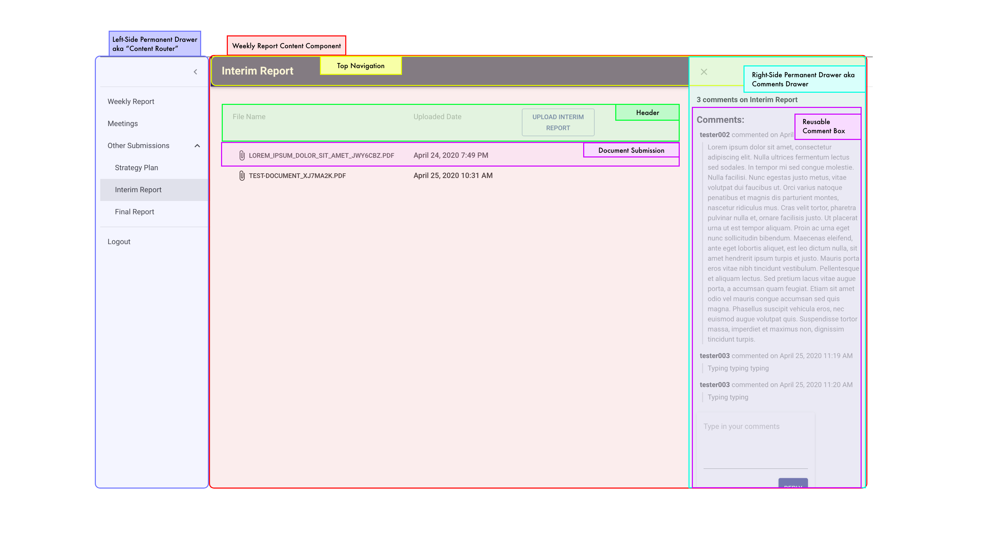 Left-Side Permanent Drawer
aka “Content Router”
Weekly Report Content Component
Interim Report
Top Navigation
Right-Side Permanent Drawer aka
Comments Drawer
Weekly Report
Meetings
Other Submissions
Strategy Plan
Interim Report
Final Report
Logout
File Name
Uploaded Date
UPLOAD INTERIM
REPORT
Header
LOREM_IPSUM_DOLOR_SIT_AMET_JWY6CBZ.PDF
April 24, 2020 7:49 PM
Document Submission
TEST-DOCUMENT_XJ7MA2K.PDF
April 25, 2020 10:31 AM
3 comments on Interim Report
Comments:
Reusable
Comment Box
tester002 commented on April
Lorem ipsum dolor sit amet, consectetur
adipiscing elit. Nulla ultrices fermentum lectus
sed sodales. In tempor mi sed congue molestie.
Nulla facilisi. Nunc egestas justo metus, vitae
volutpat dui faucibus ut. Orci varius natoque
penatibus et magnis dis parturient montes,
nascetur ridiculus mus. Cras velit tortor, pharetra
pulvinar nulla et, ornare facilisis justo. Ut placerat
urna ut est tempor aliquam. Proin ac urna eget
nunc sollicitudin bibendum. Maecenas eleifend,
ante eget lobortis aliquet, est leo dictum nulla, sit
amet hendrerit ipsum turpis et justo. Mauris porta
eros vitae nibh tincidunt vestibulum. Pellentesque
et aliquam lectus. Sed pretium lacus vitae augue
porta, a accumsan quam feugiat. Etiam sit amet
odio vel mauris congue accumsan sed quis
magna. Phasellus suscipit vehicula eros, nec
euismod augue volutpat quis. Suspendisse tortor
massa, imperdiet et maximus non, dignissim
tincidunt turpis.
tester003 commented on April 25, 2020 11:19 AM
Typing typing typing
tester003 commented on April 25, 2020 11:20 AM
Typing typing
Type in your comments
REPLY